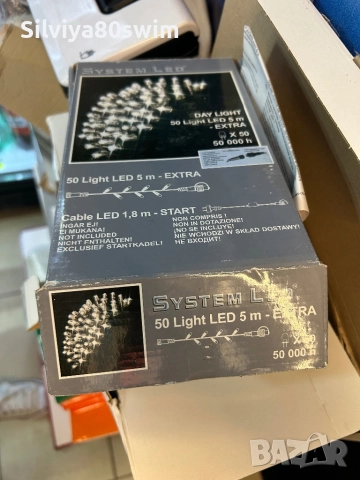 Silviya80swim
SYSTEM LED
DAY LIGHT
50 Light LED 5 m
- EXTRA
X 50
50 000 h
50 Light LED 5 m - EXTRA
Cable LED 1,8 m - START
INGÅR EJ!
EI MUKANA!
NOT INCLUDED
NICHT ENTHALTEN!
EXCLUSIEF STARTKABEL!
NON COMPRIS !
NON IN DOTAZIONE!
¡NO SE INCLUYE!
NIE WCHODZI W SKŁAD DOSTAWY!
НЕ ВХОДИТ!
SYSTEM LED
50 Light LED 5 m - EXTRA
X 50
50 000 h
BAZAR
bg